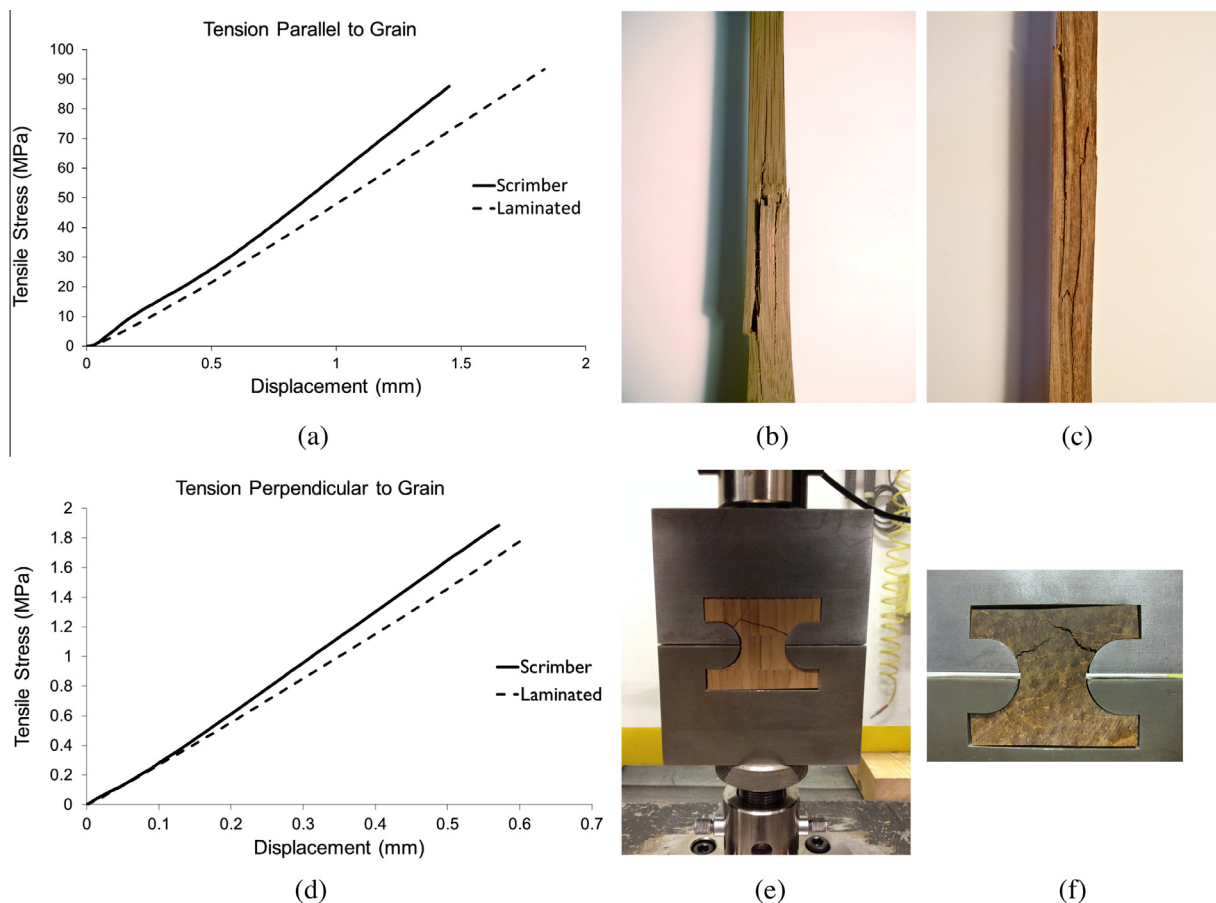 Tension Parallel to Grain
Tensile Stress (MPa)
100
90
80
70
60
50
40
30
20
10
0
0
0.5
1
1.5
2
Displacement (mm)
Scrimber
Laminated
(a)
(b)
(c)
Tension Perpendicular to Grain
Tensile Stress (MPa)
2
1.8
1.6
1.4
1.2
1
0.8
0.6
0.4
0.2
0
0
0.1
0.2
0.3
0.4
0.5
0.6
0.7
Displacement (mm)
Scrimber
Laminated
(d)
(e)
(f)